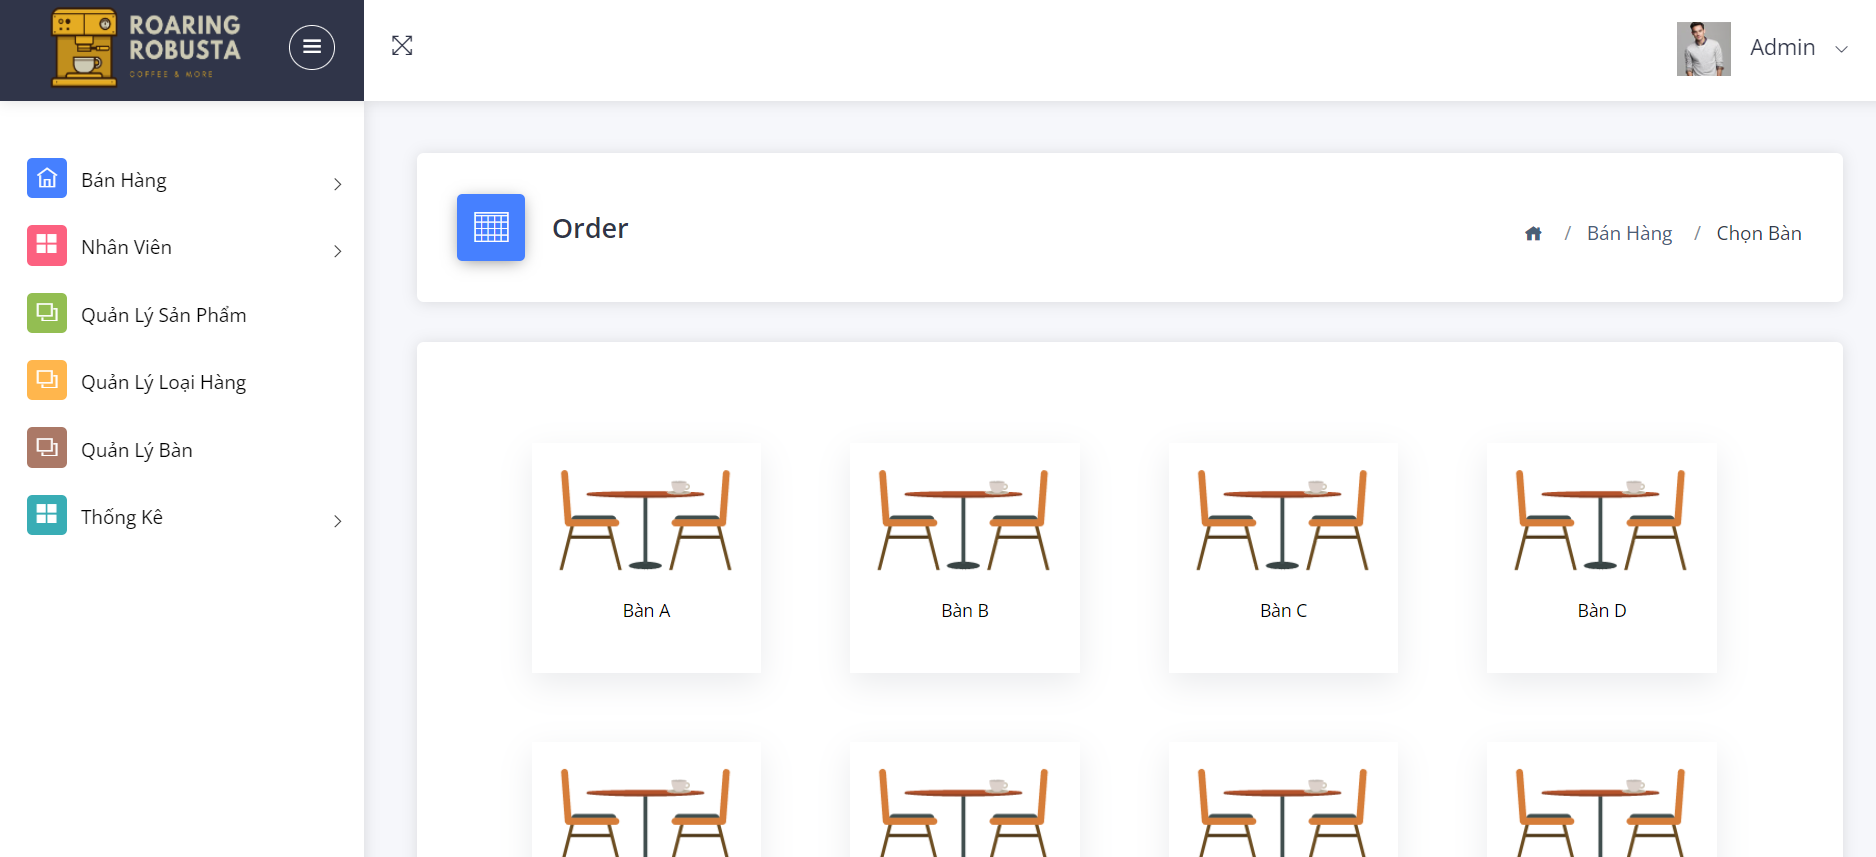 ROARING
ROBUSTA
COFFEE & MORE
Admin
Bán Hàng
Nhân Viên
Quản Lý Sản Phẩm
Quản Lý Loại Hàng
Quản Lý Bàn
Thống Kê
Order
/ Bán Hàng / Chọn Bàn
Bàn A
Bàn B
Bàn C
Bàn D